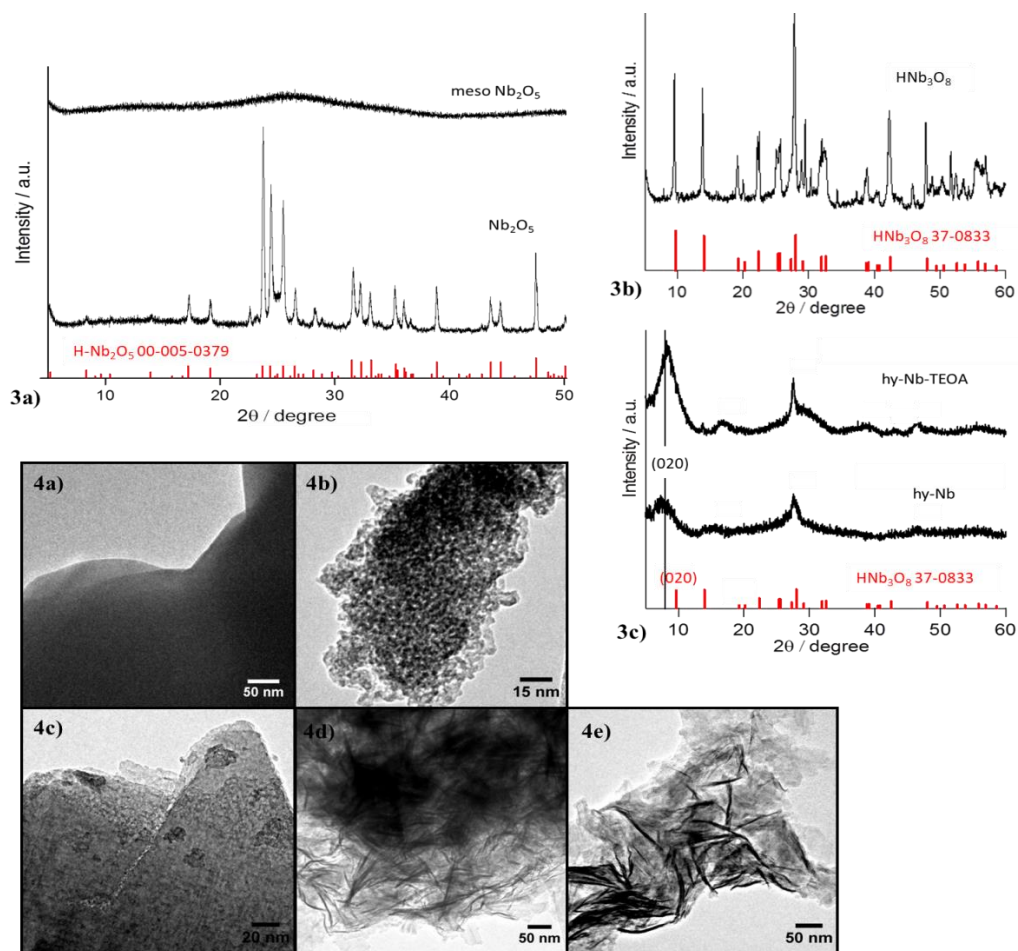 Intensity / a.u.
meso Nb₂O₅
Nb₂O₅
H-Nb₂O₅ 00-005-0379
10 20 30 40 50
2θ / degree
3a)
Intensity / a.u.
HNb₃O₈
HNb₃O₈ 37-0833
10 20 30 40 50 60
2θ / degree
3b)
Intensity / a.u.
hy-Nb-TEOA
(020)
hy-Nb
(020)
HNb₃O₈ 37-0833
10 20 30 40 50 60
2θ / degree
3c)
4a)
50 nm
4b)
15 nm
4c)
20 nm
4d)
50 nm
4e)
50 nm